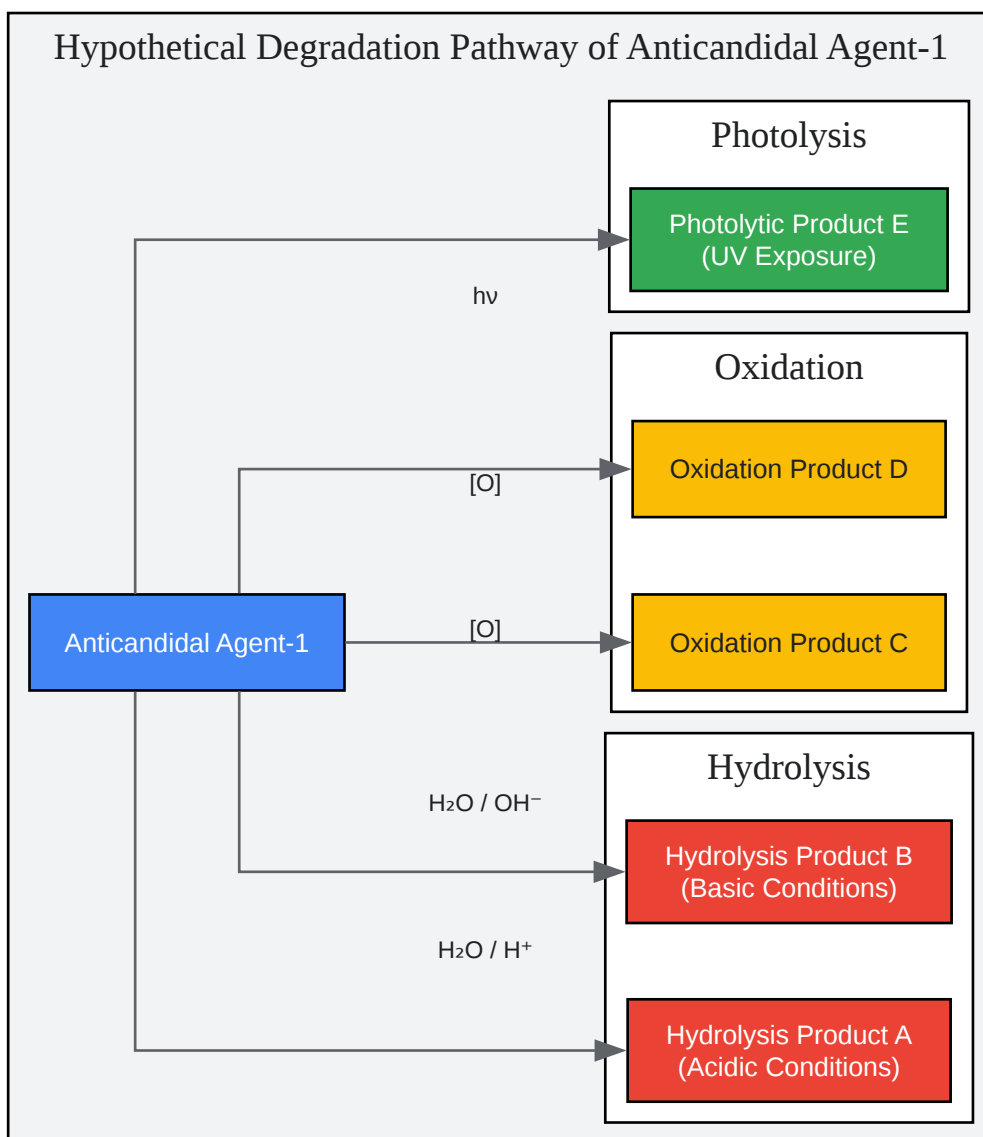 Hypothetical Degradation Pathway of Anticandidal Agent-1
Photolysis
Photolytic Product E
(UV Exposure)
hν
Oxidation
Oxidation Product D
[O]
Anticandidal Agent-1
[O]
Oxidation Product C
Hydrolysis
H₂O / OH⁻
Hydrolysis Product B
(Basic Conditions)
H₂O / H⁺
Hydrolysis Product A
(Acidic Conditions)